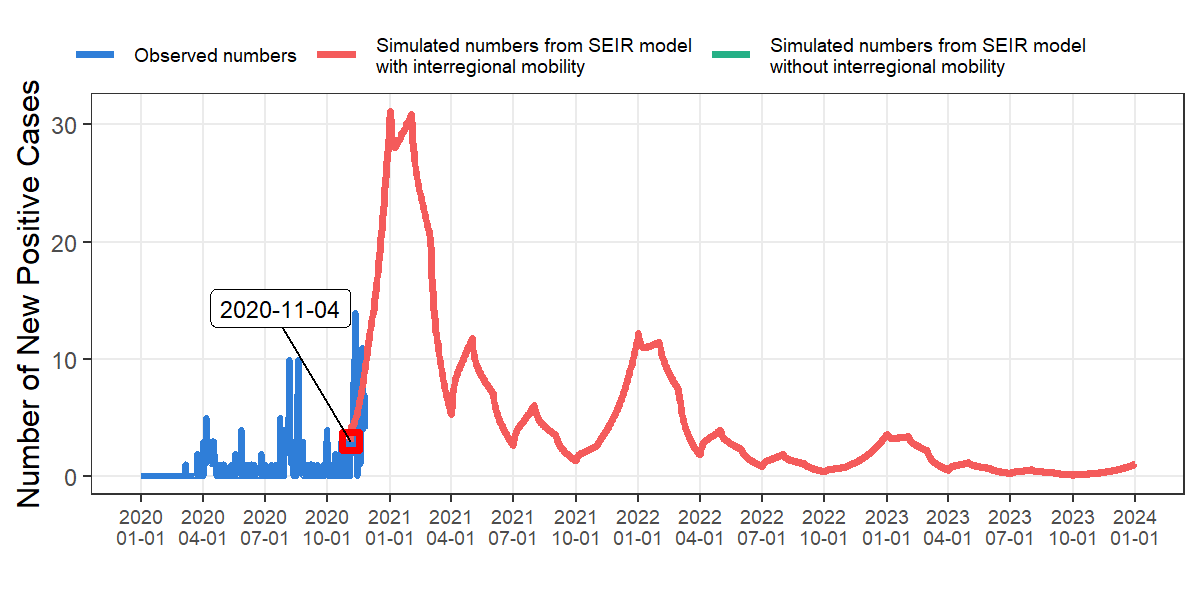 Observed numbers
Simulated numbers from SEIR model
with interregional mobility
Simulated numbers from SEIR model
without interregional mobility
Number of New Positive Cases
30
20
10
0
2020-11-04
2020 2020 2020 2020 2021 2021 2021 2021 2022 2022 2022 2022 2023 2023 2023 2023 2024
01-01 04-01 07-01 10-01 01-01 04-01 07-01 10-01 01-01 04-01 07-01 10-01 01-01 04-01 07-01 10-01 01-01